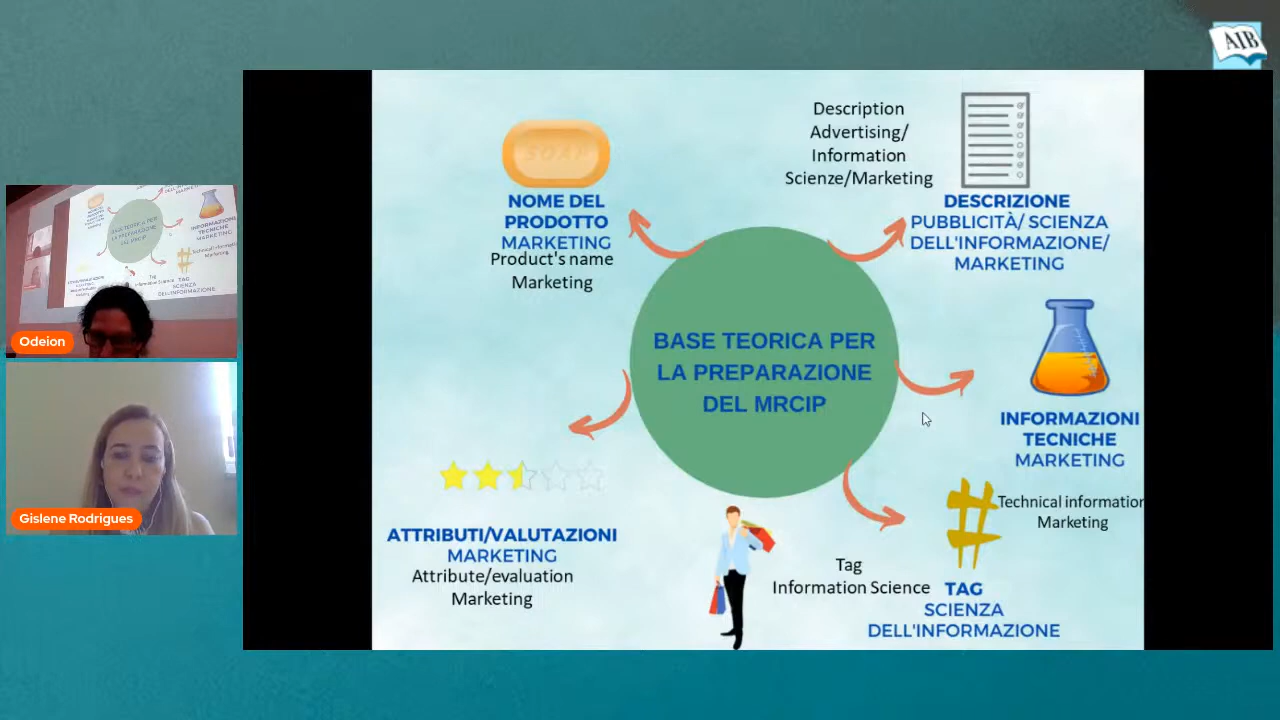 AIB
SOAP
NOME DEL
PRODOTTO
MARKETING
Product's name
Marketing
Description
Advertising/
Information
Scienze/Marketing
DESCRIZIONE
PUBBLICITÀ/ SCIENZA
DELL'INFORMAZIONE/
MARKETING
BASE TEORICA PER
LA PREPARAZIONE
DEL MRCIP
INFORMAZIONI
TECNICHE
MARKETING
Technical information
Marketing
ATTRIBUTI/VALUTAZIONI
MARKETING
Attribute/evaluation
Marketing
Tag
Information Science
#
TAG
SCIENZA
DELL'INFORMAZIONE
Odeion
Gislene Rodrigues